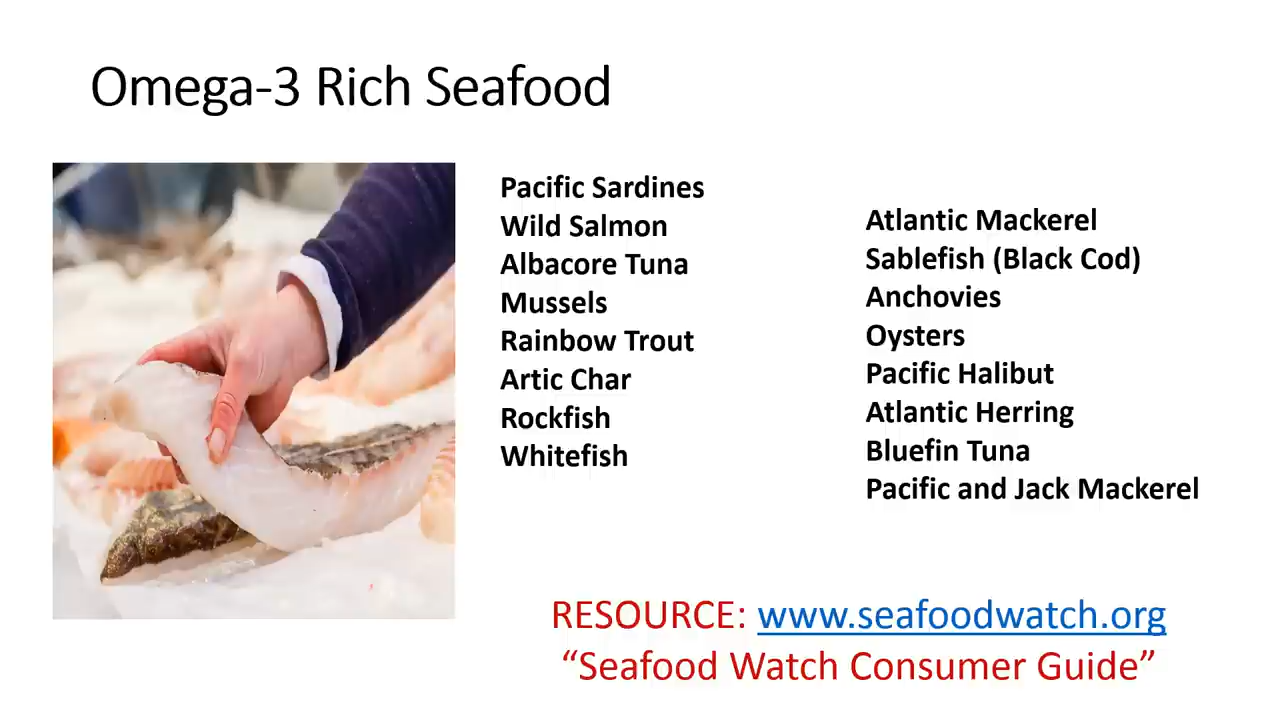 Omega-3 Rich Seafood
Pacific Sardines
Wild Salmon
Albacore Tuna
Mussels
Rainbow Trout
Artic Char
Rockfish
Whitefish
Atlantic Mackerel
Sablefish (Black Cod)
Anchovies
Oysters
Pacific Halibut
Atlantic Herring
Bluefin Tuna
Pacific and Jack Mackerel
RESOURCE: www.seafoodwatch.org
“Seafood Watch Consumer Guide”